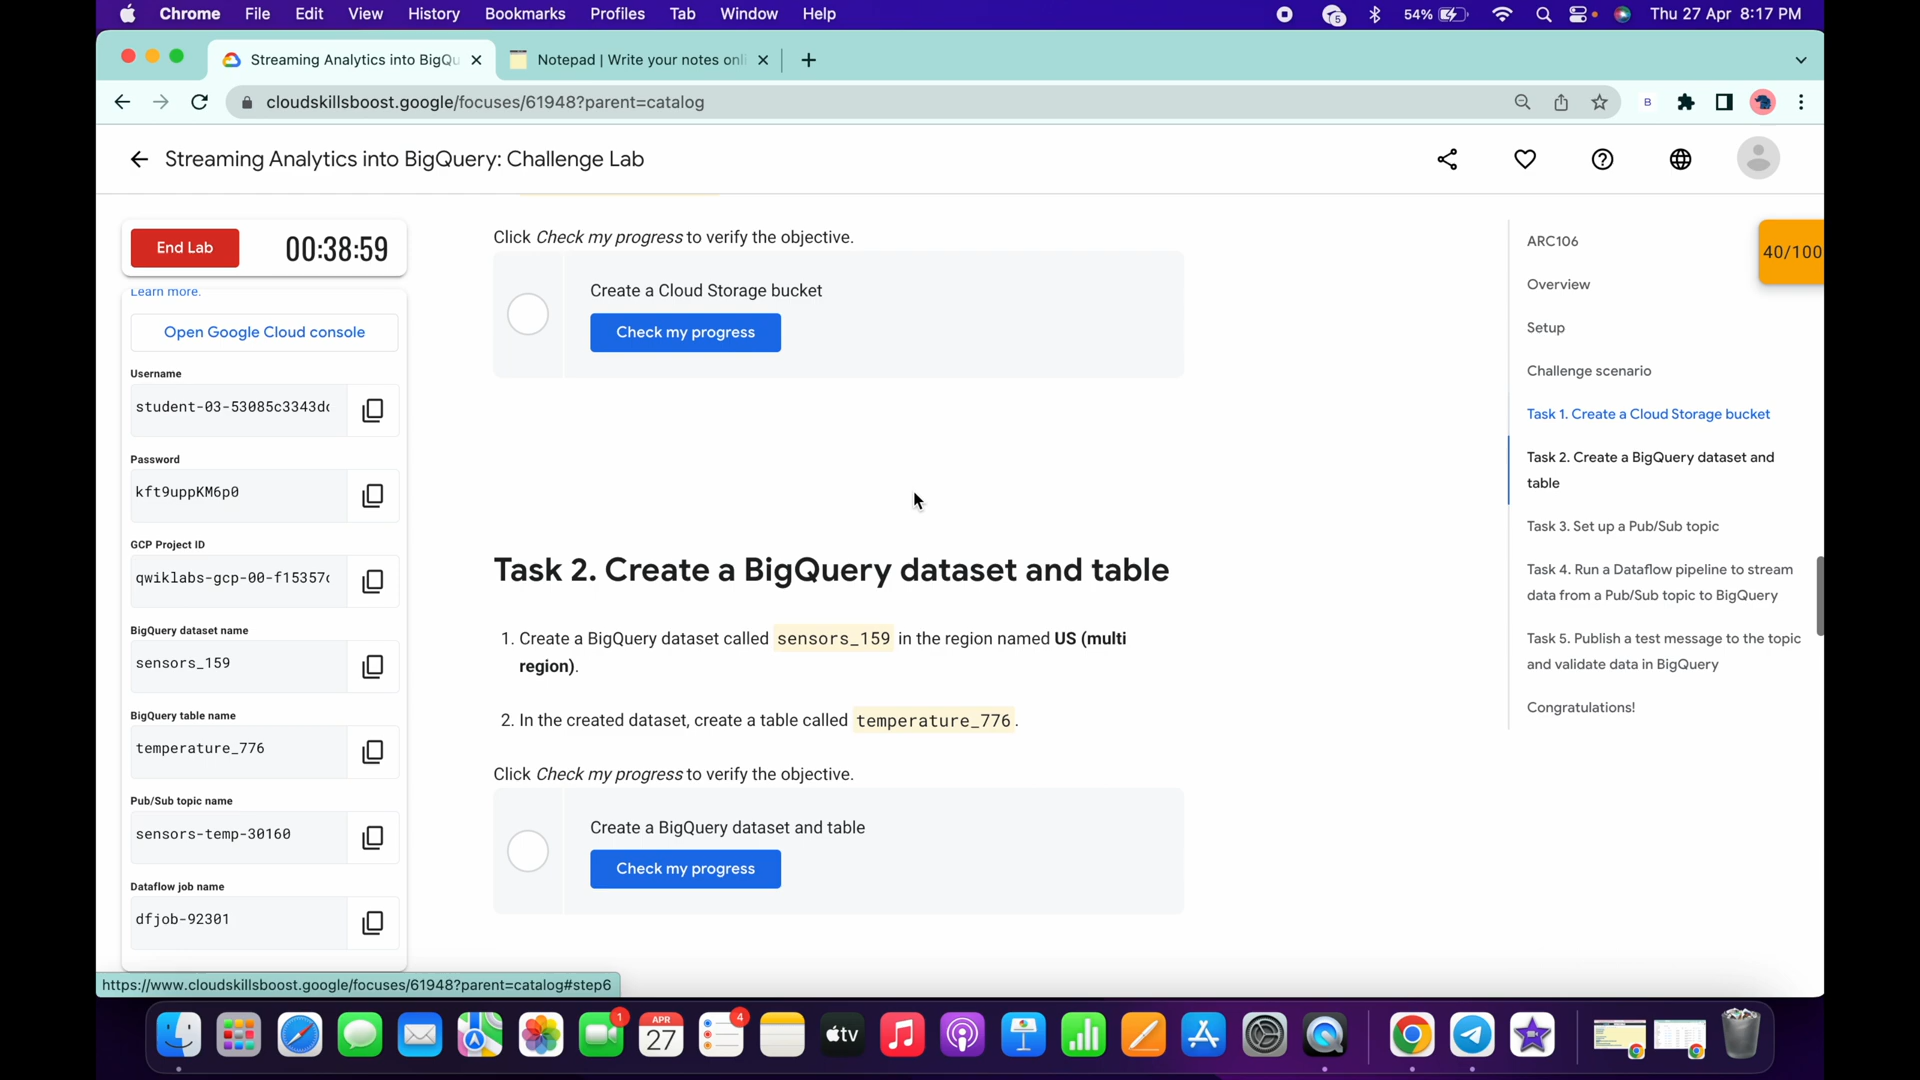 Chrome File Edit View History Bookmarks Profiles Tab Window Help
5
54%
Thu 27 Apr 8:17 PM
Streaming Analytics into BigQu
Notepad | Write your notes onli
cloudskillsboost.google/focuses/61948?parent=catalog
B
Streaming Analytics into BigQuery: Challenge Lab
End Lab
00:38:59
Learn more.
Open Google Cloud console
Username
student-03-53085c3343d
Password
kft9uppKM6p0
GCP Project ID
qwiklabs-gcp-00-f15357
BigQuery dataset name
sensors_159
BigQuery table name
temperature_776
Pub/Sub topic name
sensors-temp-30160
Dataflow job name
dfjob-92301
Click Check my progress to verify the objective.
Create a Cloud Storage bucket
Check my progress
Task 2. Create a BigQuery dataset and table
1. Create a BigQuery dataset called sensors_159 in the region named US (multi
region).
2. In the created dataset, create a table called temperature_776.
Click Check my progress to verify the objective.
Create a BigQuery dataset and table
Check my progress
ARC106
40/100
Overview
Setup
Challenge scenario
Task 1. Create a Cloud Storage bucket
Task 2. Create a BigQuery dataset and
table
Task 3. Set up a Pub/Sub topic
Task 4. Run a Dataflow pipeline to stream
data from a Pub/Sub topic to BigQuery
Task 5. Publish a test message to the topic
and validate data in BigQuery
Congratulations!
https://www.cloudskillsboost.google/focuses/61948?parent=catalog#step6
1
APR
27
4
tv